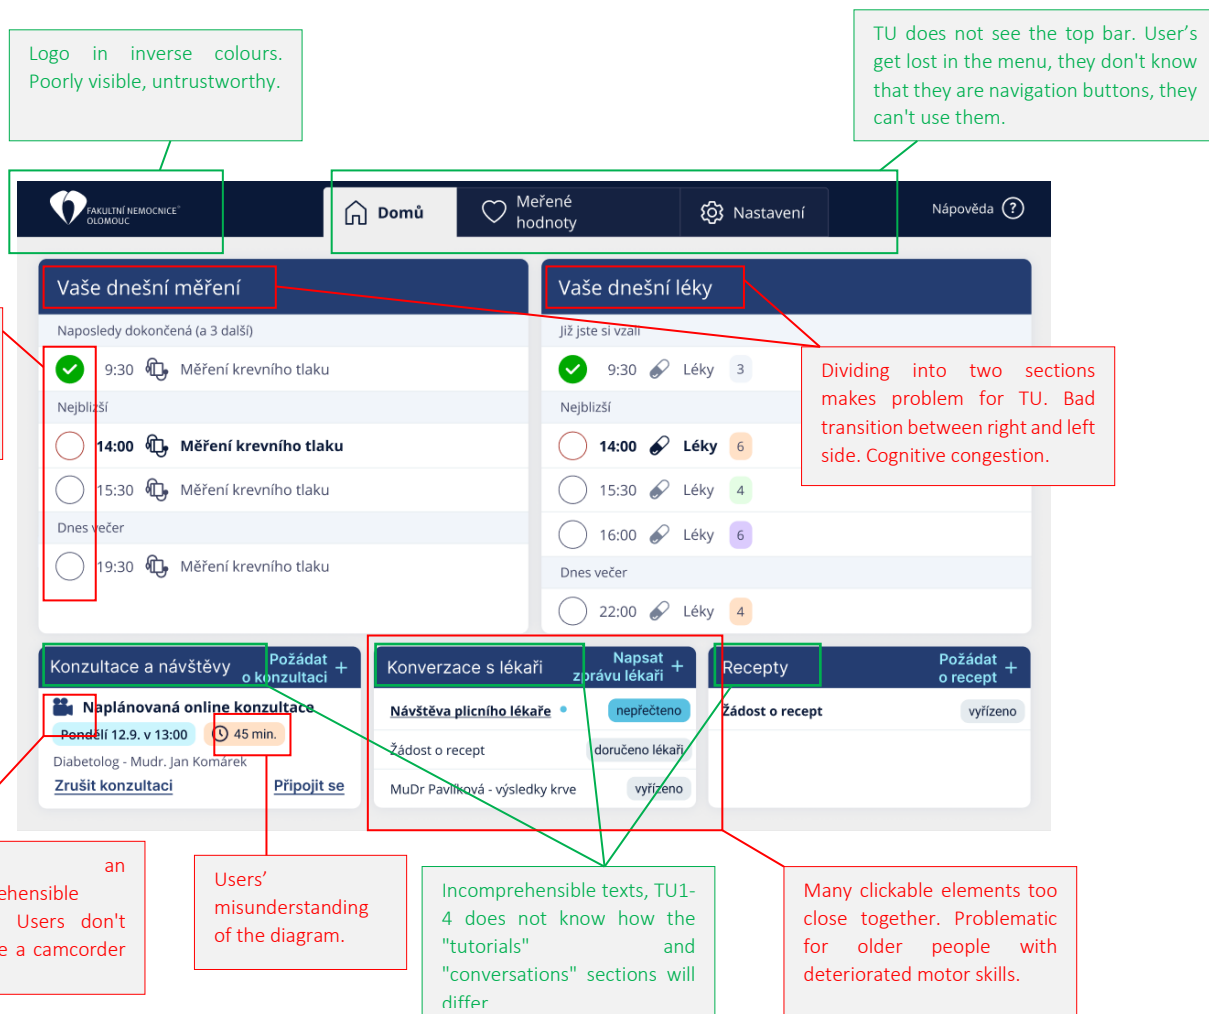 Logo in inverse colours.
Poorly visible, untrustworthy.
TU does not see the top bar. User’s
get lost in the menu, they don't know
that they are navigation buttons, they
can't use them.
FAKULTNÍ NEMOCNICE®
OLOMOUC
Domů
Meřené
hodnoty
Nastavení
Nápověda ?
Vaše dnešní měření
Naposledy dokončená (a 3 další)
9:30 Měření krevního tlaku
Nejbližší
14:00 Měření krevního tlaku
15:30 Měření krevního tlaku
Dnes večer
19:30 Měření krevního tlaku
Vaše dnešní léky
Již jste si vzali
9:30 Léky 3
Nejbližší
14:00 Léky 6
15:30 Léky 4
16:00 Léky 6
Dnes večer
22:00 Léky 4
Dividing into two sections
makes problem for TU. Bad
transition between right and left
side. Cognitive congestion.
Konzultace a návštěvy
Požádat
o konzultaci +
Naplánovaná online konzultace
Pondělí 12.9. v 13:00 45 min.
Diabetolog - Mudr. Jan Komárek
Zrušit konzultaci Připojit se
Konverzace s lékaři
Napsat
zprávu lékaři +
Návštěva plicního lékaře nepřečteno
Žádost o recept doručeno lékaři
MuDr Pavlíková - výsledky krve vyřízeno
Recepty
Požádat
o recept +
Žádost o recept vyřízeno
an
ehensible
Users don't
e a camcorder
Users’
misunderstanding
of the diagram.
Incomprehensible texts, TU1-
4 does not know how the
"tutorials" and
"conversations" sections will
differ
Many clickable elements too
close together. Problematic
for older people with
deteriorated motor skills.